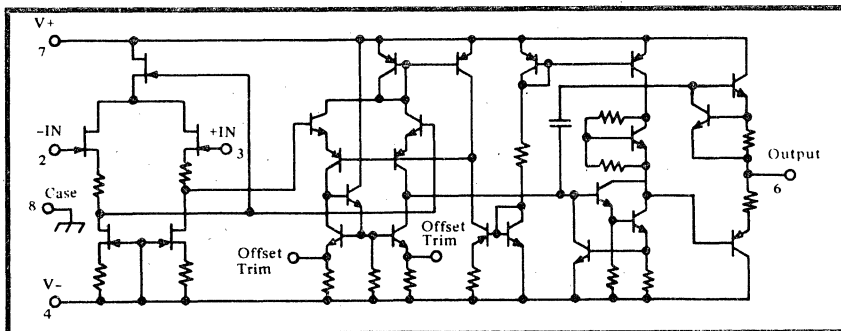 V+
7
-IN
2
+IN
3
Case
8
Output
6
Offset
Trim
Offset
Trim
V-
4